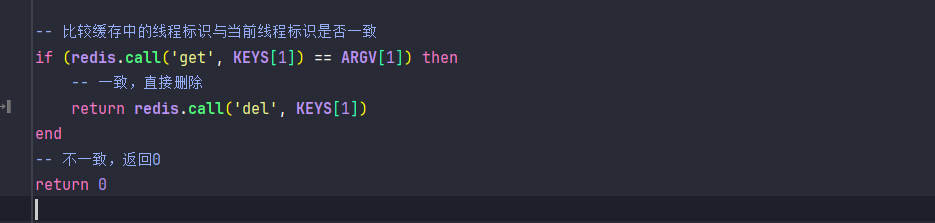 -- 比较缓存中的线程标识与当前线程标识是否一致
if (redis.call('get', KEYS[1]) == ARGV[1]) then
    -- 一致，直接删除
    return redis.call('del', KEYS[1])
end
-- 不一致，返回0
return 0